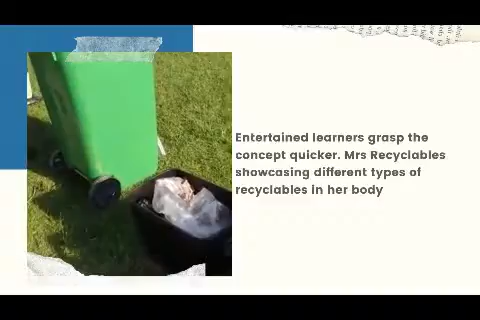 Entertained learners grasp the
concept quicker. Mrs Recyclables
showcasing different types of
recyclables in her body